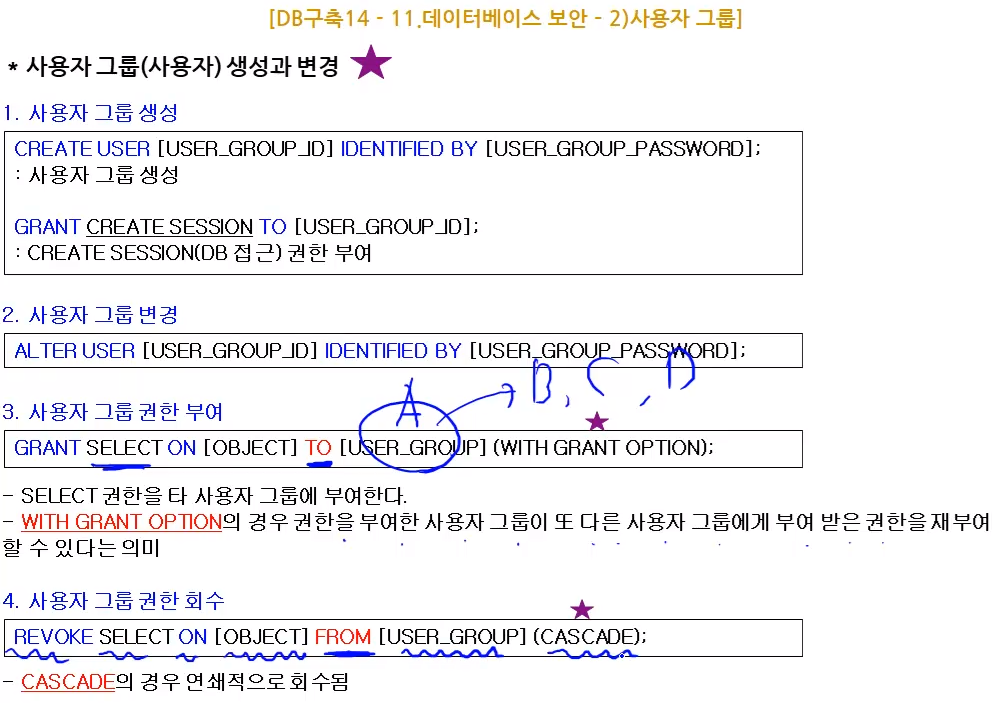 [DB구축14 - 11.데이터베이스 보안 - 2)사용자 그룹]
* 사용자 그룹(사용자) 생성과 변경 ★
1. 사용자 그룹 생성
CREATE USER [USER_GROUP_ID] IDENTIFIED BY [USER_GROUP_PASSWORD];
: 사용자 그룹 생성
GRANT CREATE SESSION TO [USER_GROUP_ID];
: CREATE SESSION(DB 접근) 권한 부여
2. 사용자 그룹 변경
ALTER USER [USER_GROUP_ID] IDENTIFIED BY [USER_GROUP_PASSWORD];
A → B, C, D
3. 사용자 그룹 권한 부여
GRANT SELECT ON [OBJECT] TO [USER_GROUP] (WITH GRANT OPTION);
- SELECT 권한을 타 사용자 그룹에 부여한다.
- WITH GRANT OPTION의 경우 권한을 부여한 사용자 그룹이 또 다른 사용자 그룹에게 부여 받은 권한을 재부여
할 수 있다는 의미
4. 사용자 그룹 권한 회수
REVOKE SELECT ON [OBJECT] FROM [USER_GROUP] (CASCADE);
- CASCADE의 경우 연쇄적으로 회수됨